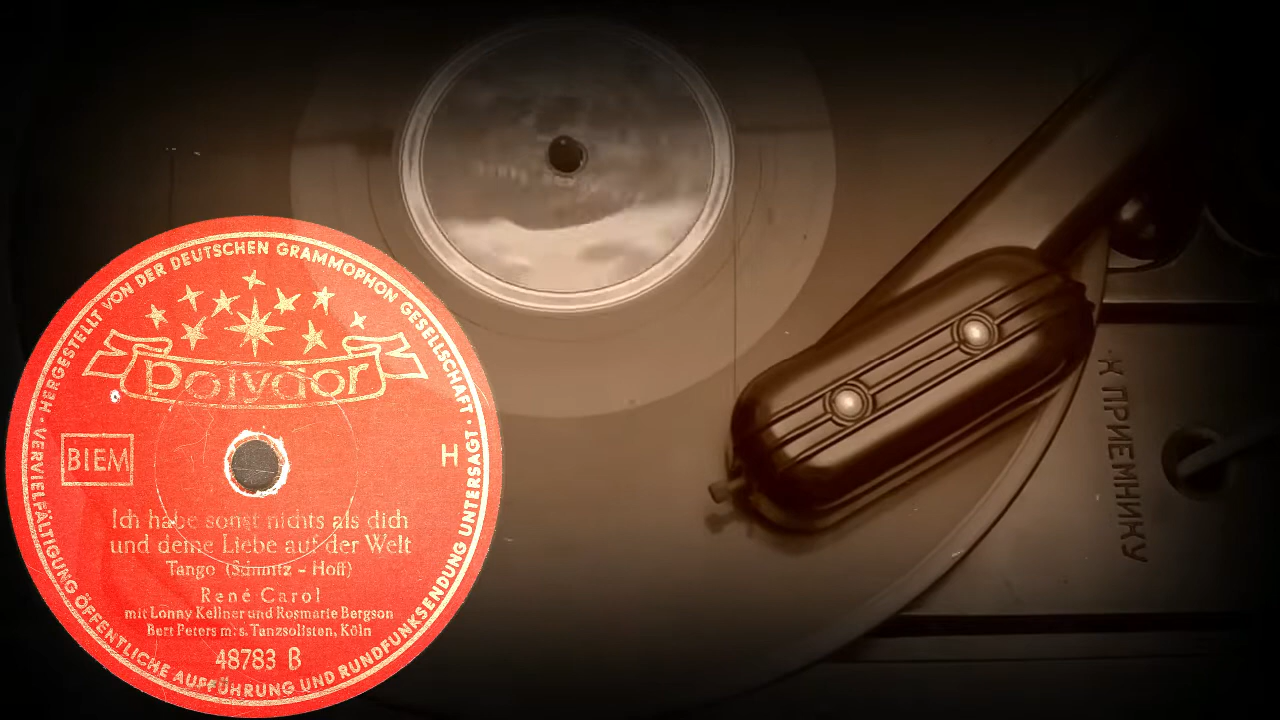 HERGESTELLT VON DER DEUTSCHEN GRAMMOPHON GESELLSCHAFT · VERVIELFÄLTIGUNG ÖFFENTLICHE AUFFÜHRUNG UND RUNDFUNKSENDUNG UNTERSAGT ·
Polydor
BIEM
H
Ich habe sonst nichts als dich
und deine Liebe auf der Welt
Tango (Schmitz - Hoff)
René Carol
mit Lonny Kellner und Rosmarie Bergson
Bert Peters m. s. Tanzsolisten, Köln
48783 B
К ПРИЕМНИКУ